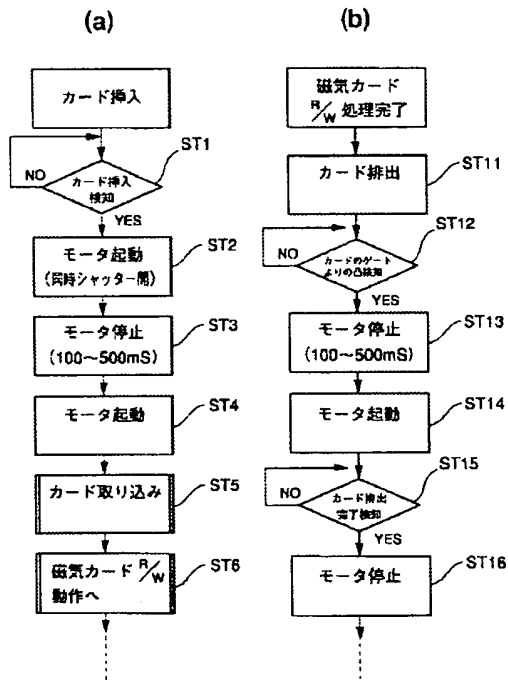 (a)
カード挿入
ST1
NO
カード挿入
検知
YES
モータ起動
(同時シャッター開)
ST2
モータ停止
(100～500mS)
ST3
モータ起動
ST4
カード取り込み
ST5
磁気カード R/W
動作へ
ST6
(b)
磁気カード
R/W 処理完了
カード排出
ST11
ST12
NO
カードのゲート
よりの凸検知
YES
モータ停止
(100～500mS)
ST13
モータ起動
ST14
ST15
NO
カード排出
完了検知
YES
モータ停止
ST16